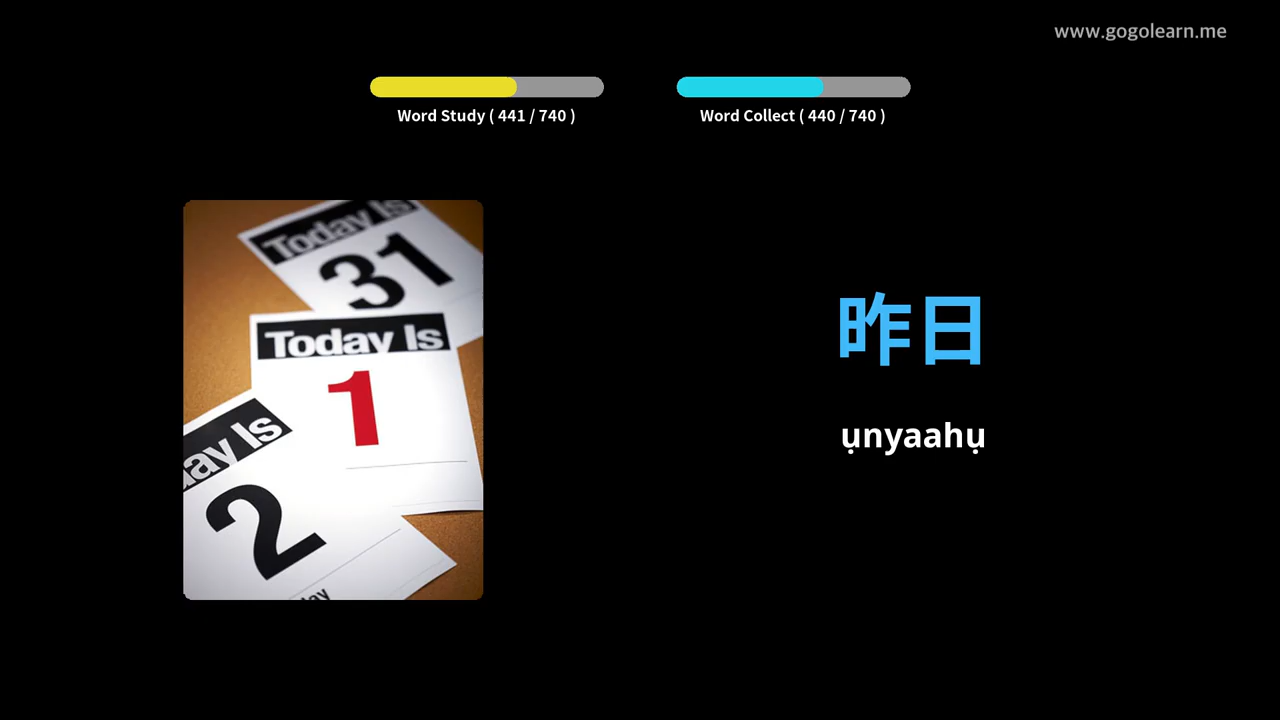 www.gogolearn.me
Word Study ( 441 / 740 )
Word Collect ( 440 / 740 )
Today Is
31
Today Is
1
ay Is
2
昨日
ụnyaahụ